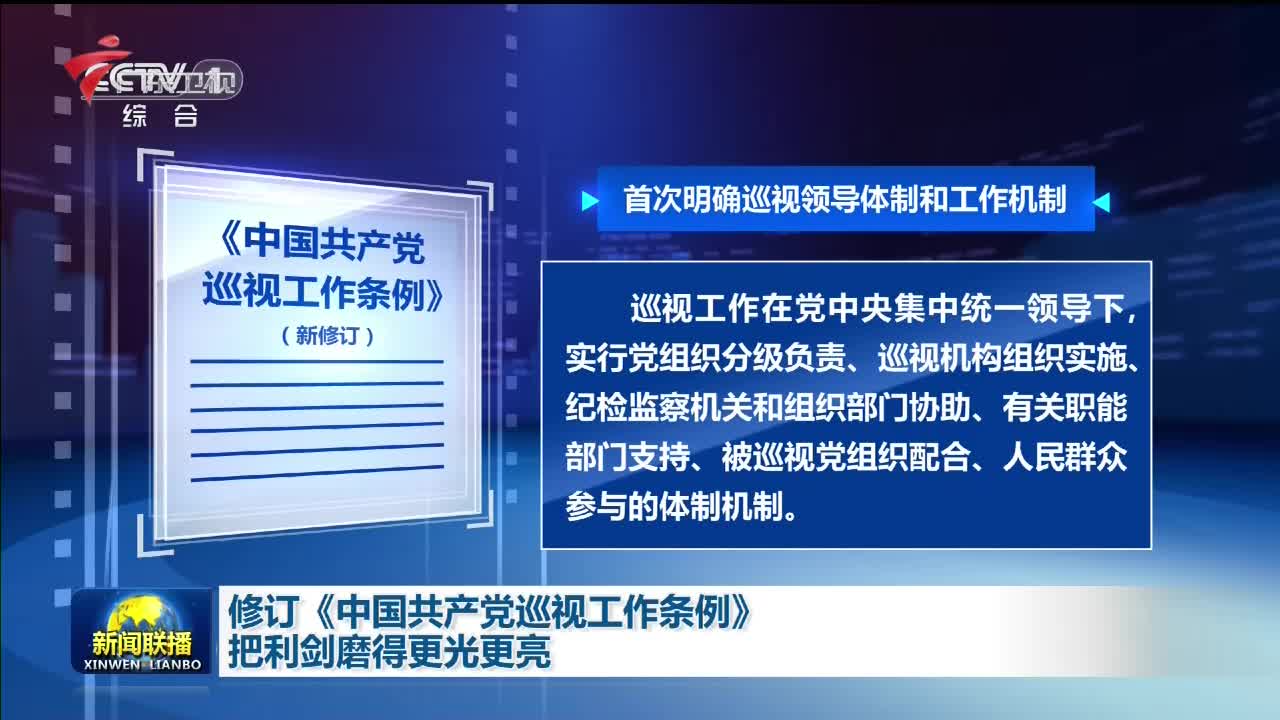 CCTV 1
综合
《中国共产党
巡视工作条例》
（新修订）
首次明确巡视领导体制和工作机制
巡视工作在党中央集中统一领导下，
实行党组织分级负责、巡视机构组织实施、
纪检监察机关和组织部门协助、有关职能
部门支持、被巡视党组织配合、人民群众
参与的体制机制。
修订《中国共产党巡视工作条例》
把利剑磨得更光更亮
新闻联播
XINWEN LIANBO